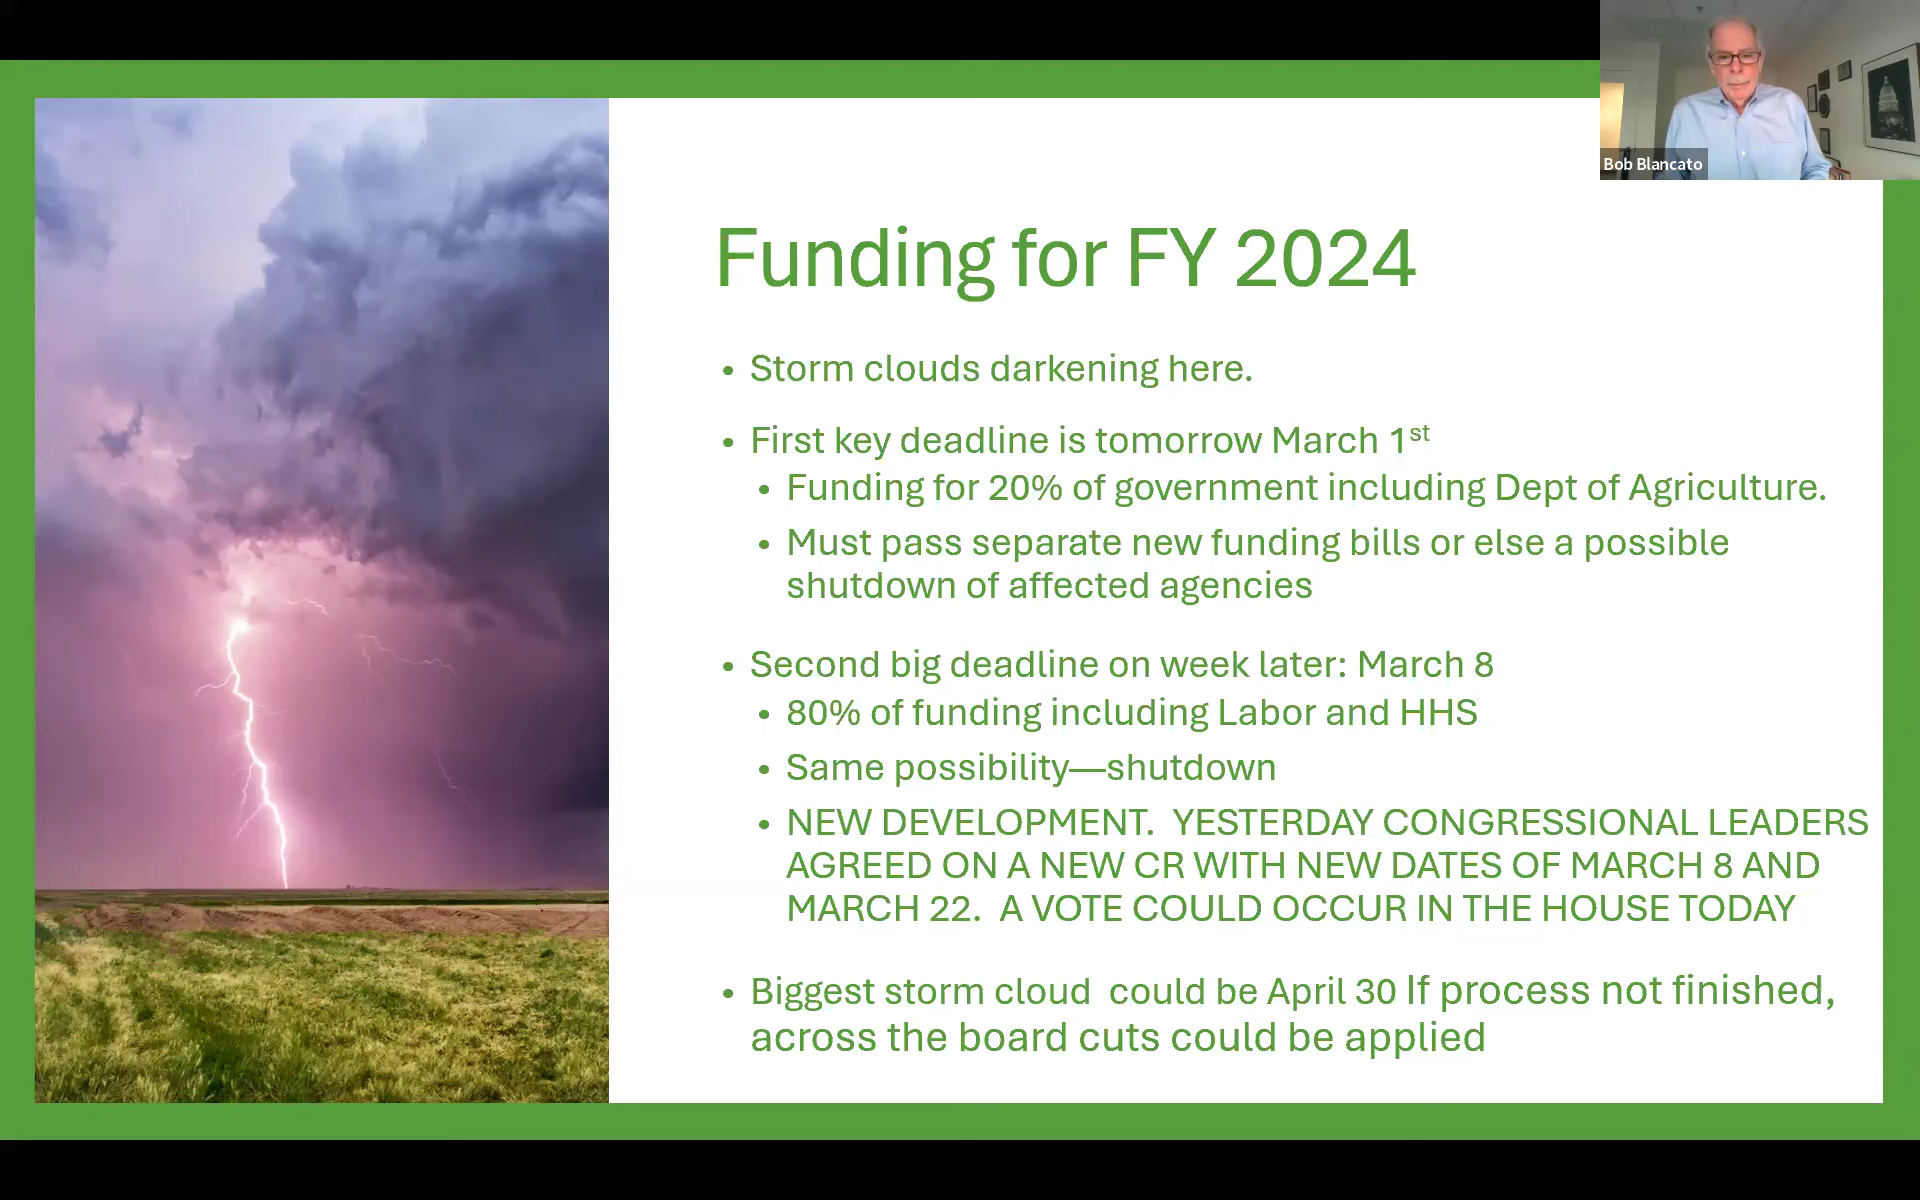 Bob Blancato
Funding for FY 2024
• Storm clouds darkening here.
• First key deadline is tomorrow March 1st
• Funding for 20% of government including Dept of Agriculture.
• Must pass separate new funding bills or else a possible
shutdown of affected agencies
• Second big deadline on week later: March 8
• 80% of funding including Labor and HHS
• Same possibility—shutdown
• NEW DEVELOPMENT.  YESTERDAY CONGRESSIONAL LEADERS
AGREED ON A NEW CR WITH NEW DATES OF MARCH 8 AND
MARCH 22.  A VOTE COULD OCCUR IN THE HOUSE TODAY
• Biggest storm cloud  could be April 30 If process not finished,
across the board cuts could be applied